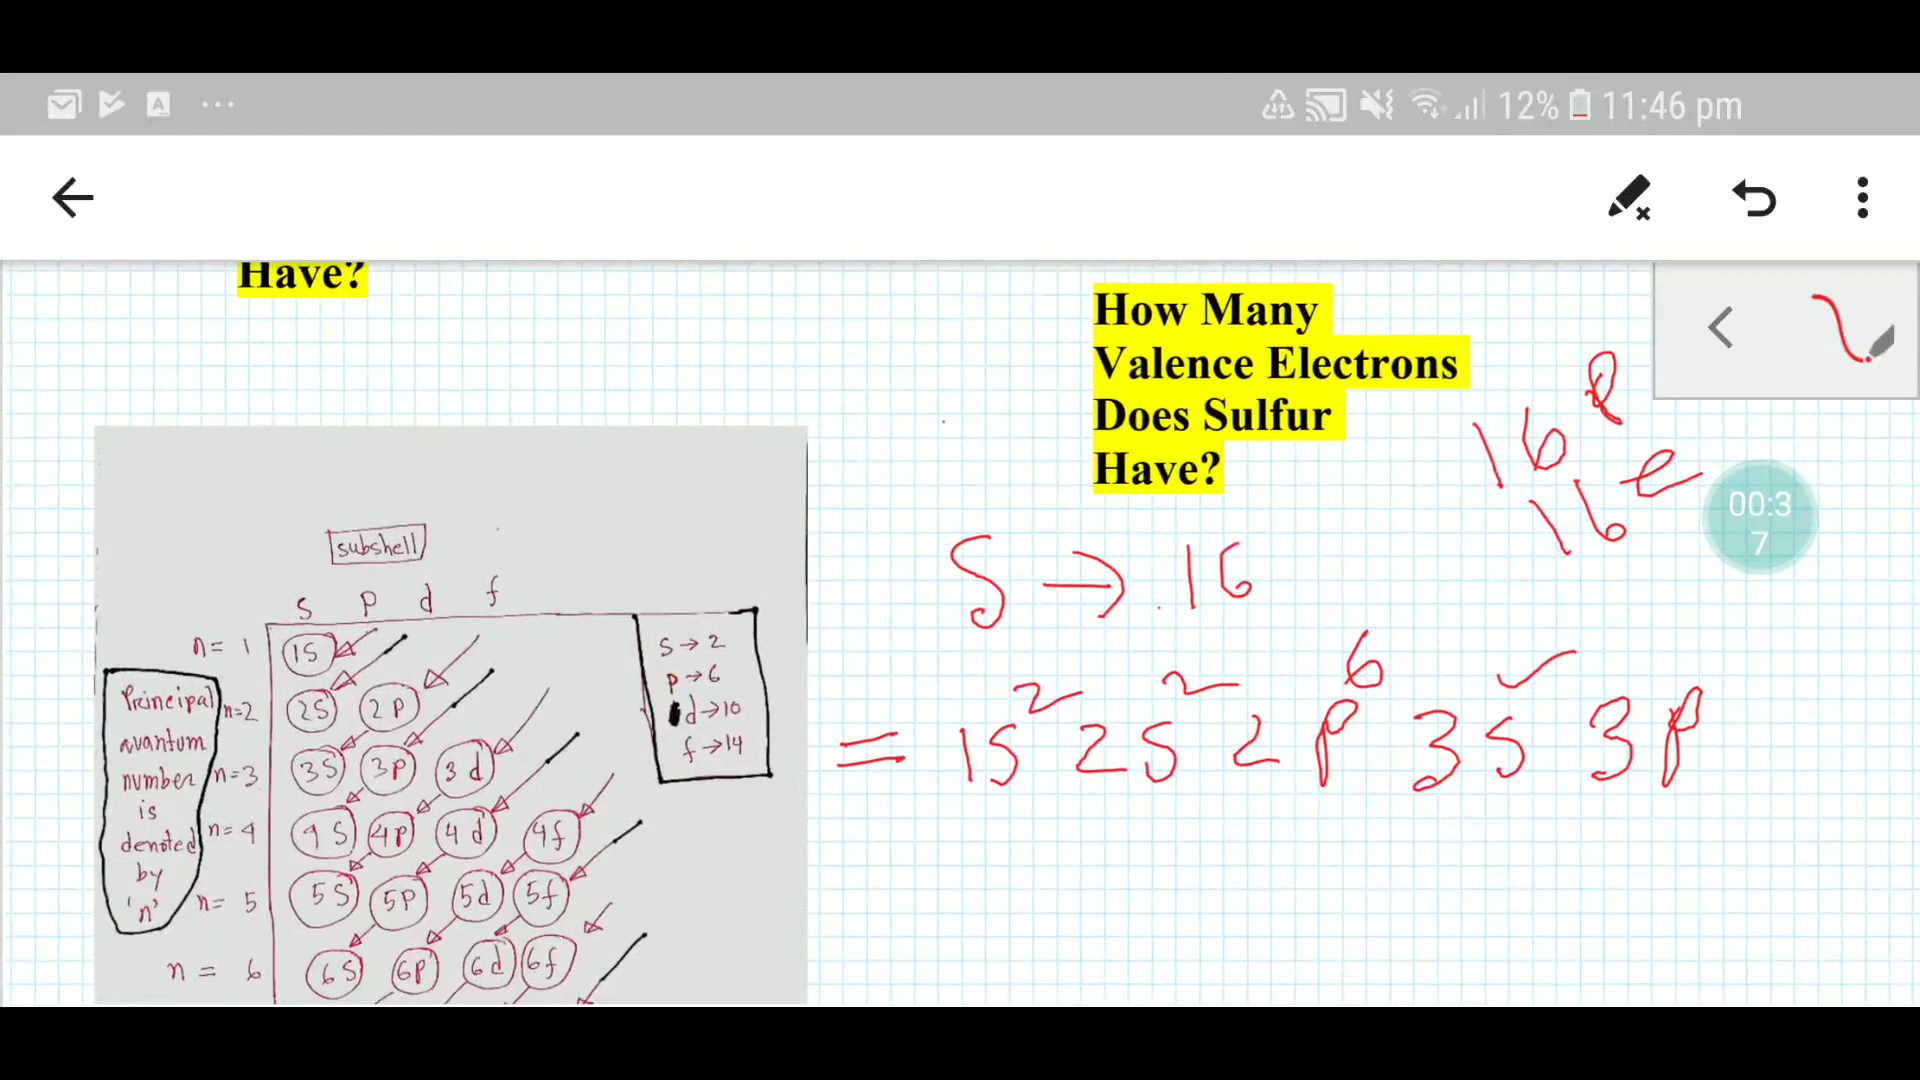 12% 11:46 pm
Have?
How Many
Valence Electrons
Does Sulfur
Have?
16 p
16 e
00:3
7
S → 16
= 1S² 2S² 2P⁶ 3S 3P
subshell
S P d f
n = 1 1S
n=2 2S 2P
n=3 3S 3P 3d
n= 4 4S 4P 4d 4f
n= 5 5S 5P 5d 5f
n = 6 6S 6P 6d 6f
S → 2
P → 6
d → 10
f → 14
Principal
avantum
number
is
denoted
by
'n'